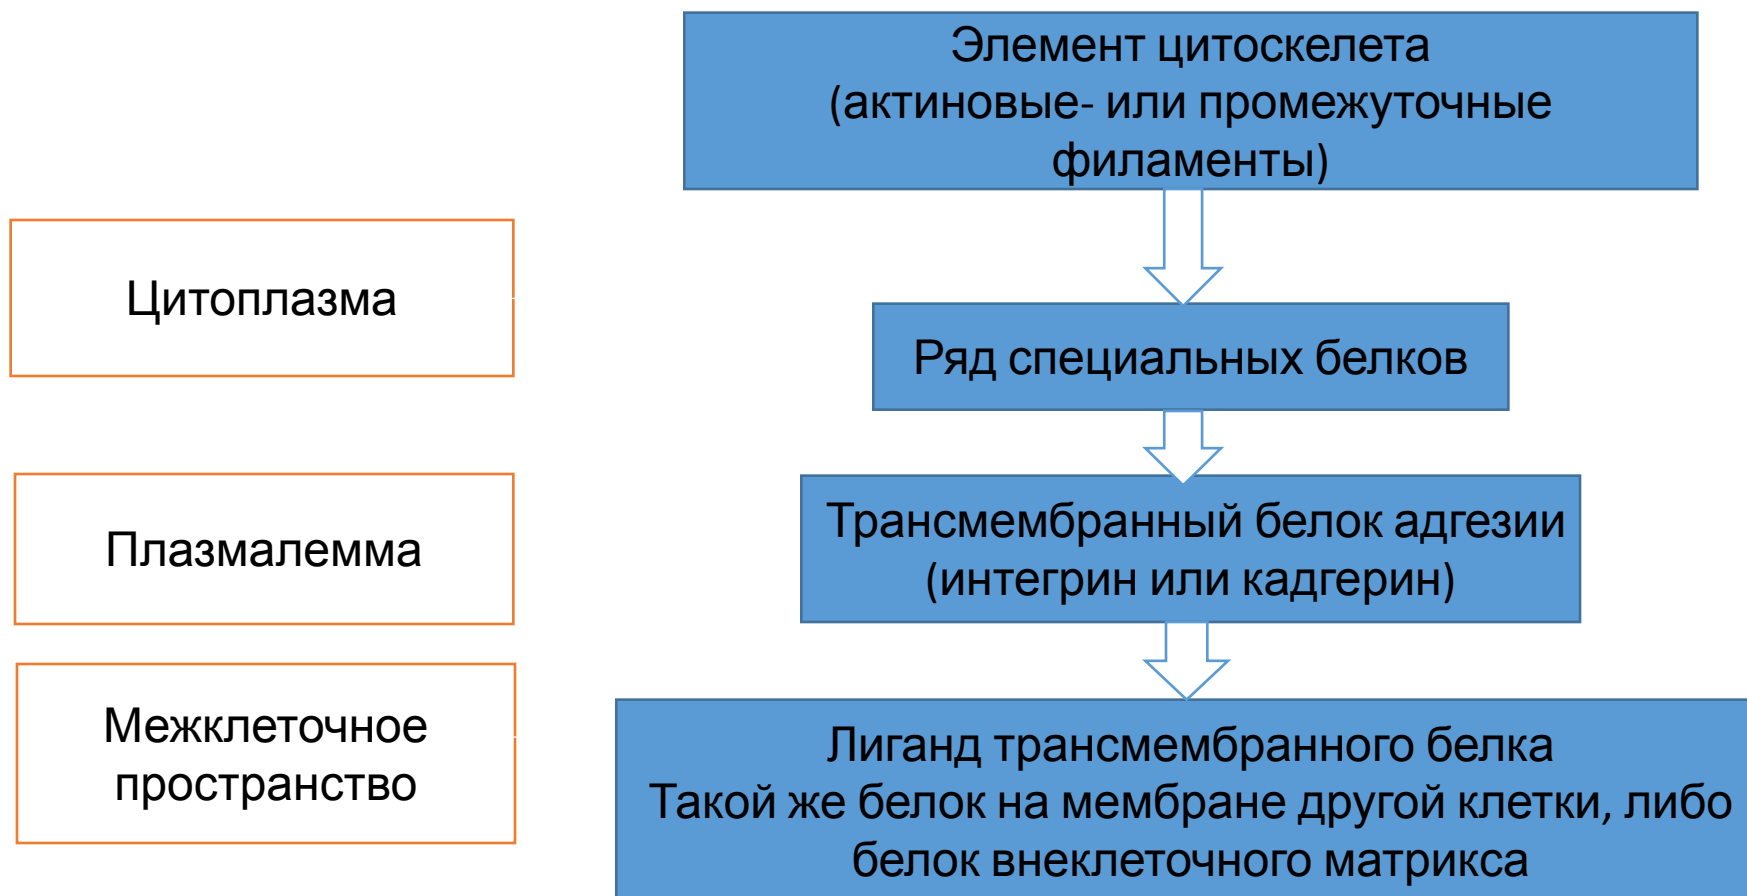 Элемент цитоскелета
(актиновые- или промежуточные
филаменты)
Цитоплазма
Ряд специальных белков
Плазмалемма
Трансмембранный белок адгезии
(интегрин или кадгерин)
Межклеточное
пространство
Лиганд трансмембранного белка
Такой же белок на мембране другой клетки, либо
белок внеклеточного матрикса